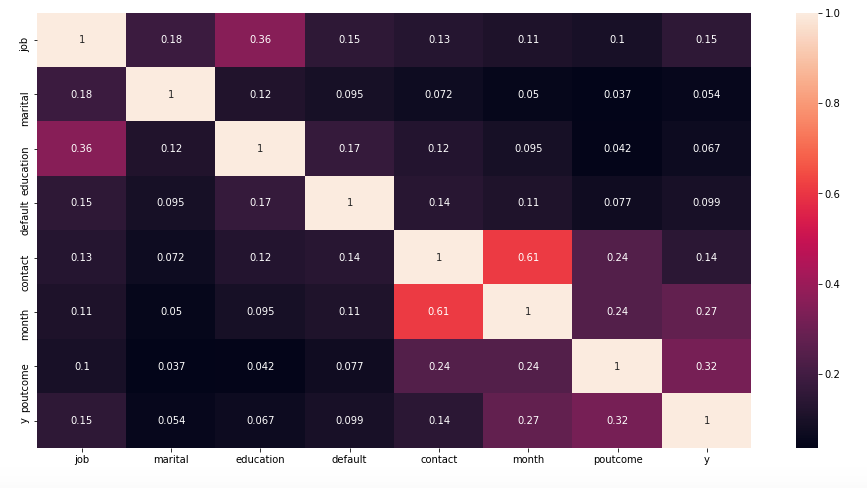 job 1 0.18 0.36 0.15 0.13 0.11 0.1 0.15
marital 0.18 1 0.12 0.095 0.072 0.05 0.037 0.054
education 0.36 0.12 1 0.17 0.12 0.095 0.042 0.067
default 0.15 0.095 0.17 1 0.14 0.11 0.077 0.099
contact 0.13 0.072 0.12 0.14 1 0.61 0.24 0.14
month 0.11 0.05 0.095 0.11 0.61 1 0.24 0.27
poutcome 0.1 0.037 0.042 0.077 0.24 0.24 1 0.32
y 0.15 0.054 0.067 0.099 0.14 0.27 0.32 1
job marital education default contact month poutcome y
1.0
0.8
0.6
0.4
0.2